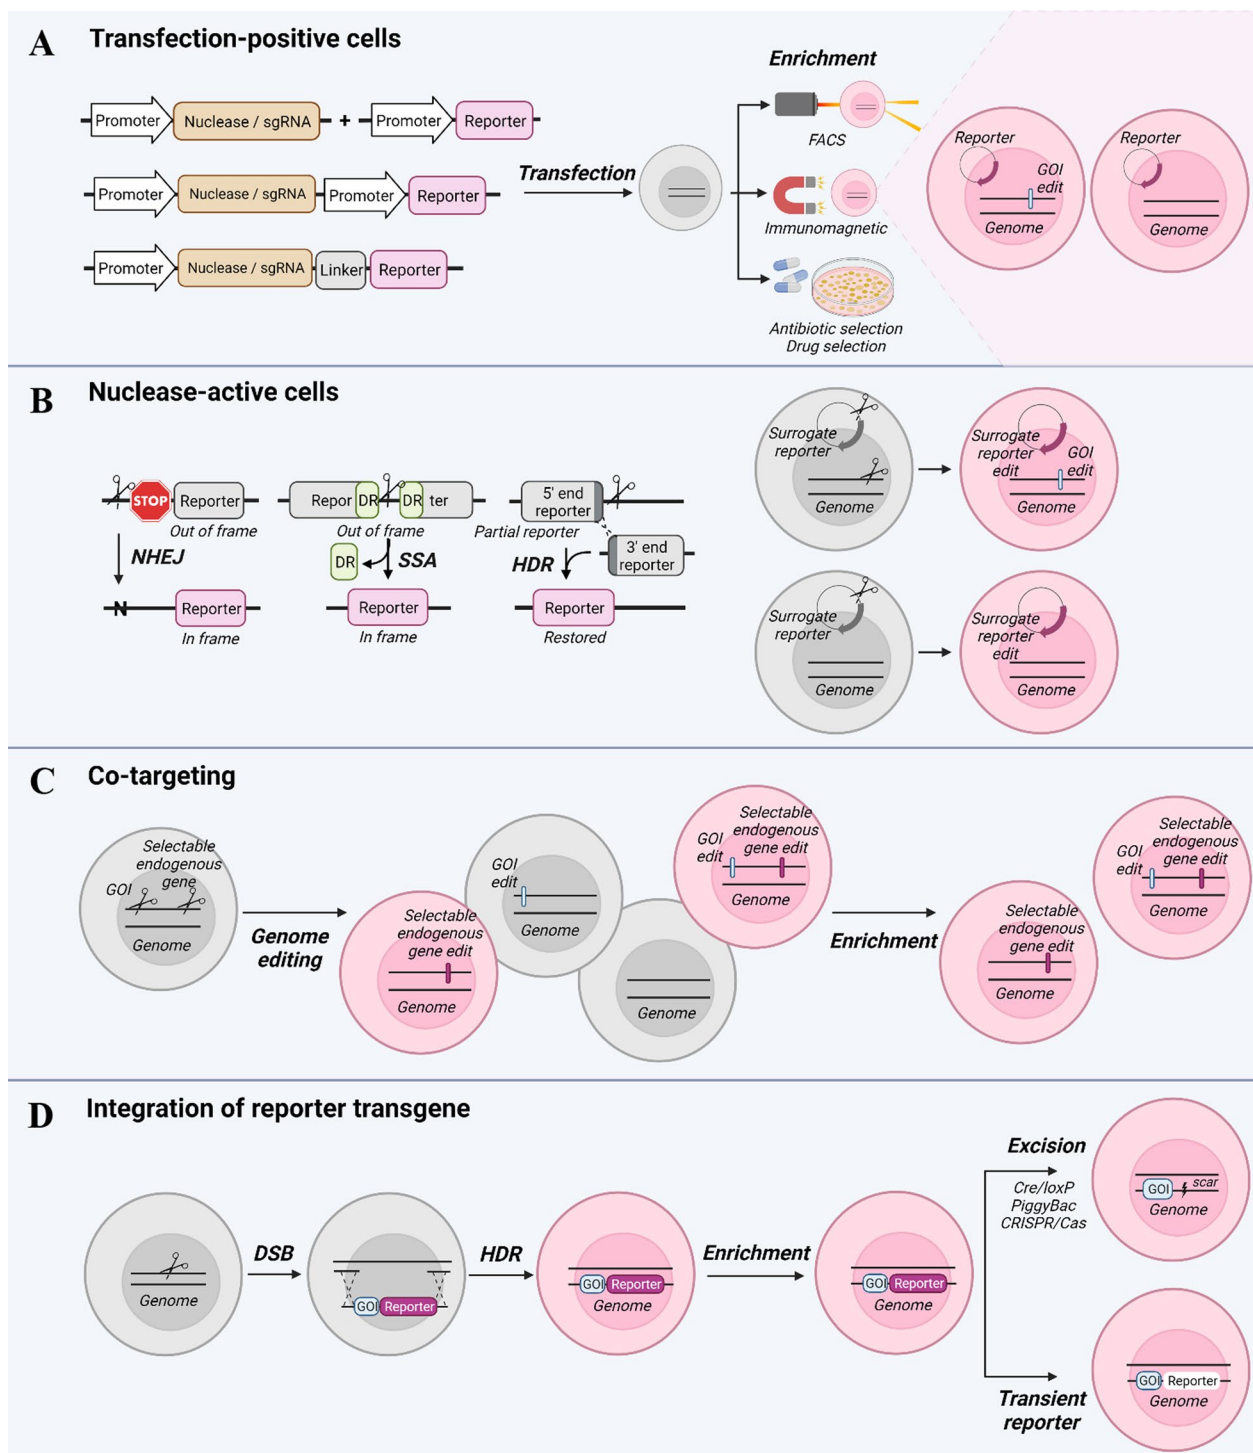 A Transfection-positive cells
Enrichment
Promoter Nuclease / sgRNA + Promoter Reporter
FACS
Promoter Nuclease / sgRNA Promoter Reporter
Transfection
Immunomagnetic
Promoter Nuclease / sgRNA Linker Reporter
Antibiotic selection
Drug selection
Reporter
GOI
edit
Genome
Reporter
Genome
B Nuclease-active cells
STOP Reporter
Out of frame
NHEJ
N Reporter
In frame
Repor DR DR ter
Out of frame
DR SSA
Reporter
In frame
5' end
reporter
Partial reporter
3' end
reporter
HDR
Reporter
Restored
Surrogate
reporter
Genome
Surrogate
reporter
edit
GOI
edit
Genome
Surrogate
reporter
Genome
Surrogate
reporter
edit
Genome
C Co-targeting
Selectable
endogenous
gene
GOI
Genome
Genome
editing
Selectable
endogenous
gene edit
Genome
GOI
edit
Genome
Genome
Selectable
endogenous
gene edit
GOI
edit
Genome
Enrichment
Selectable
endogenous
gene edit
Genome
Selectable
endogenous
gene edit
GOI
edit
Genome
D Integration of reporter transgene
Genome
DSB
GOI Reporter
HDR
GOI Reporter
Genome
Enrichment
GOI Reporter
Genome
Excision
Cre/loxP
PiggyBac
CRISPR/Cas
GOI scar
Genome
Transient
reporter
GOI Reporter
Genome